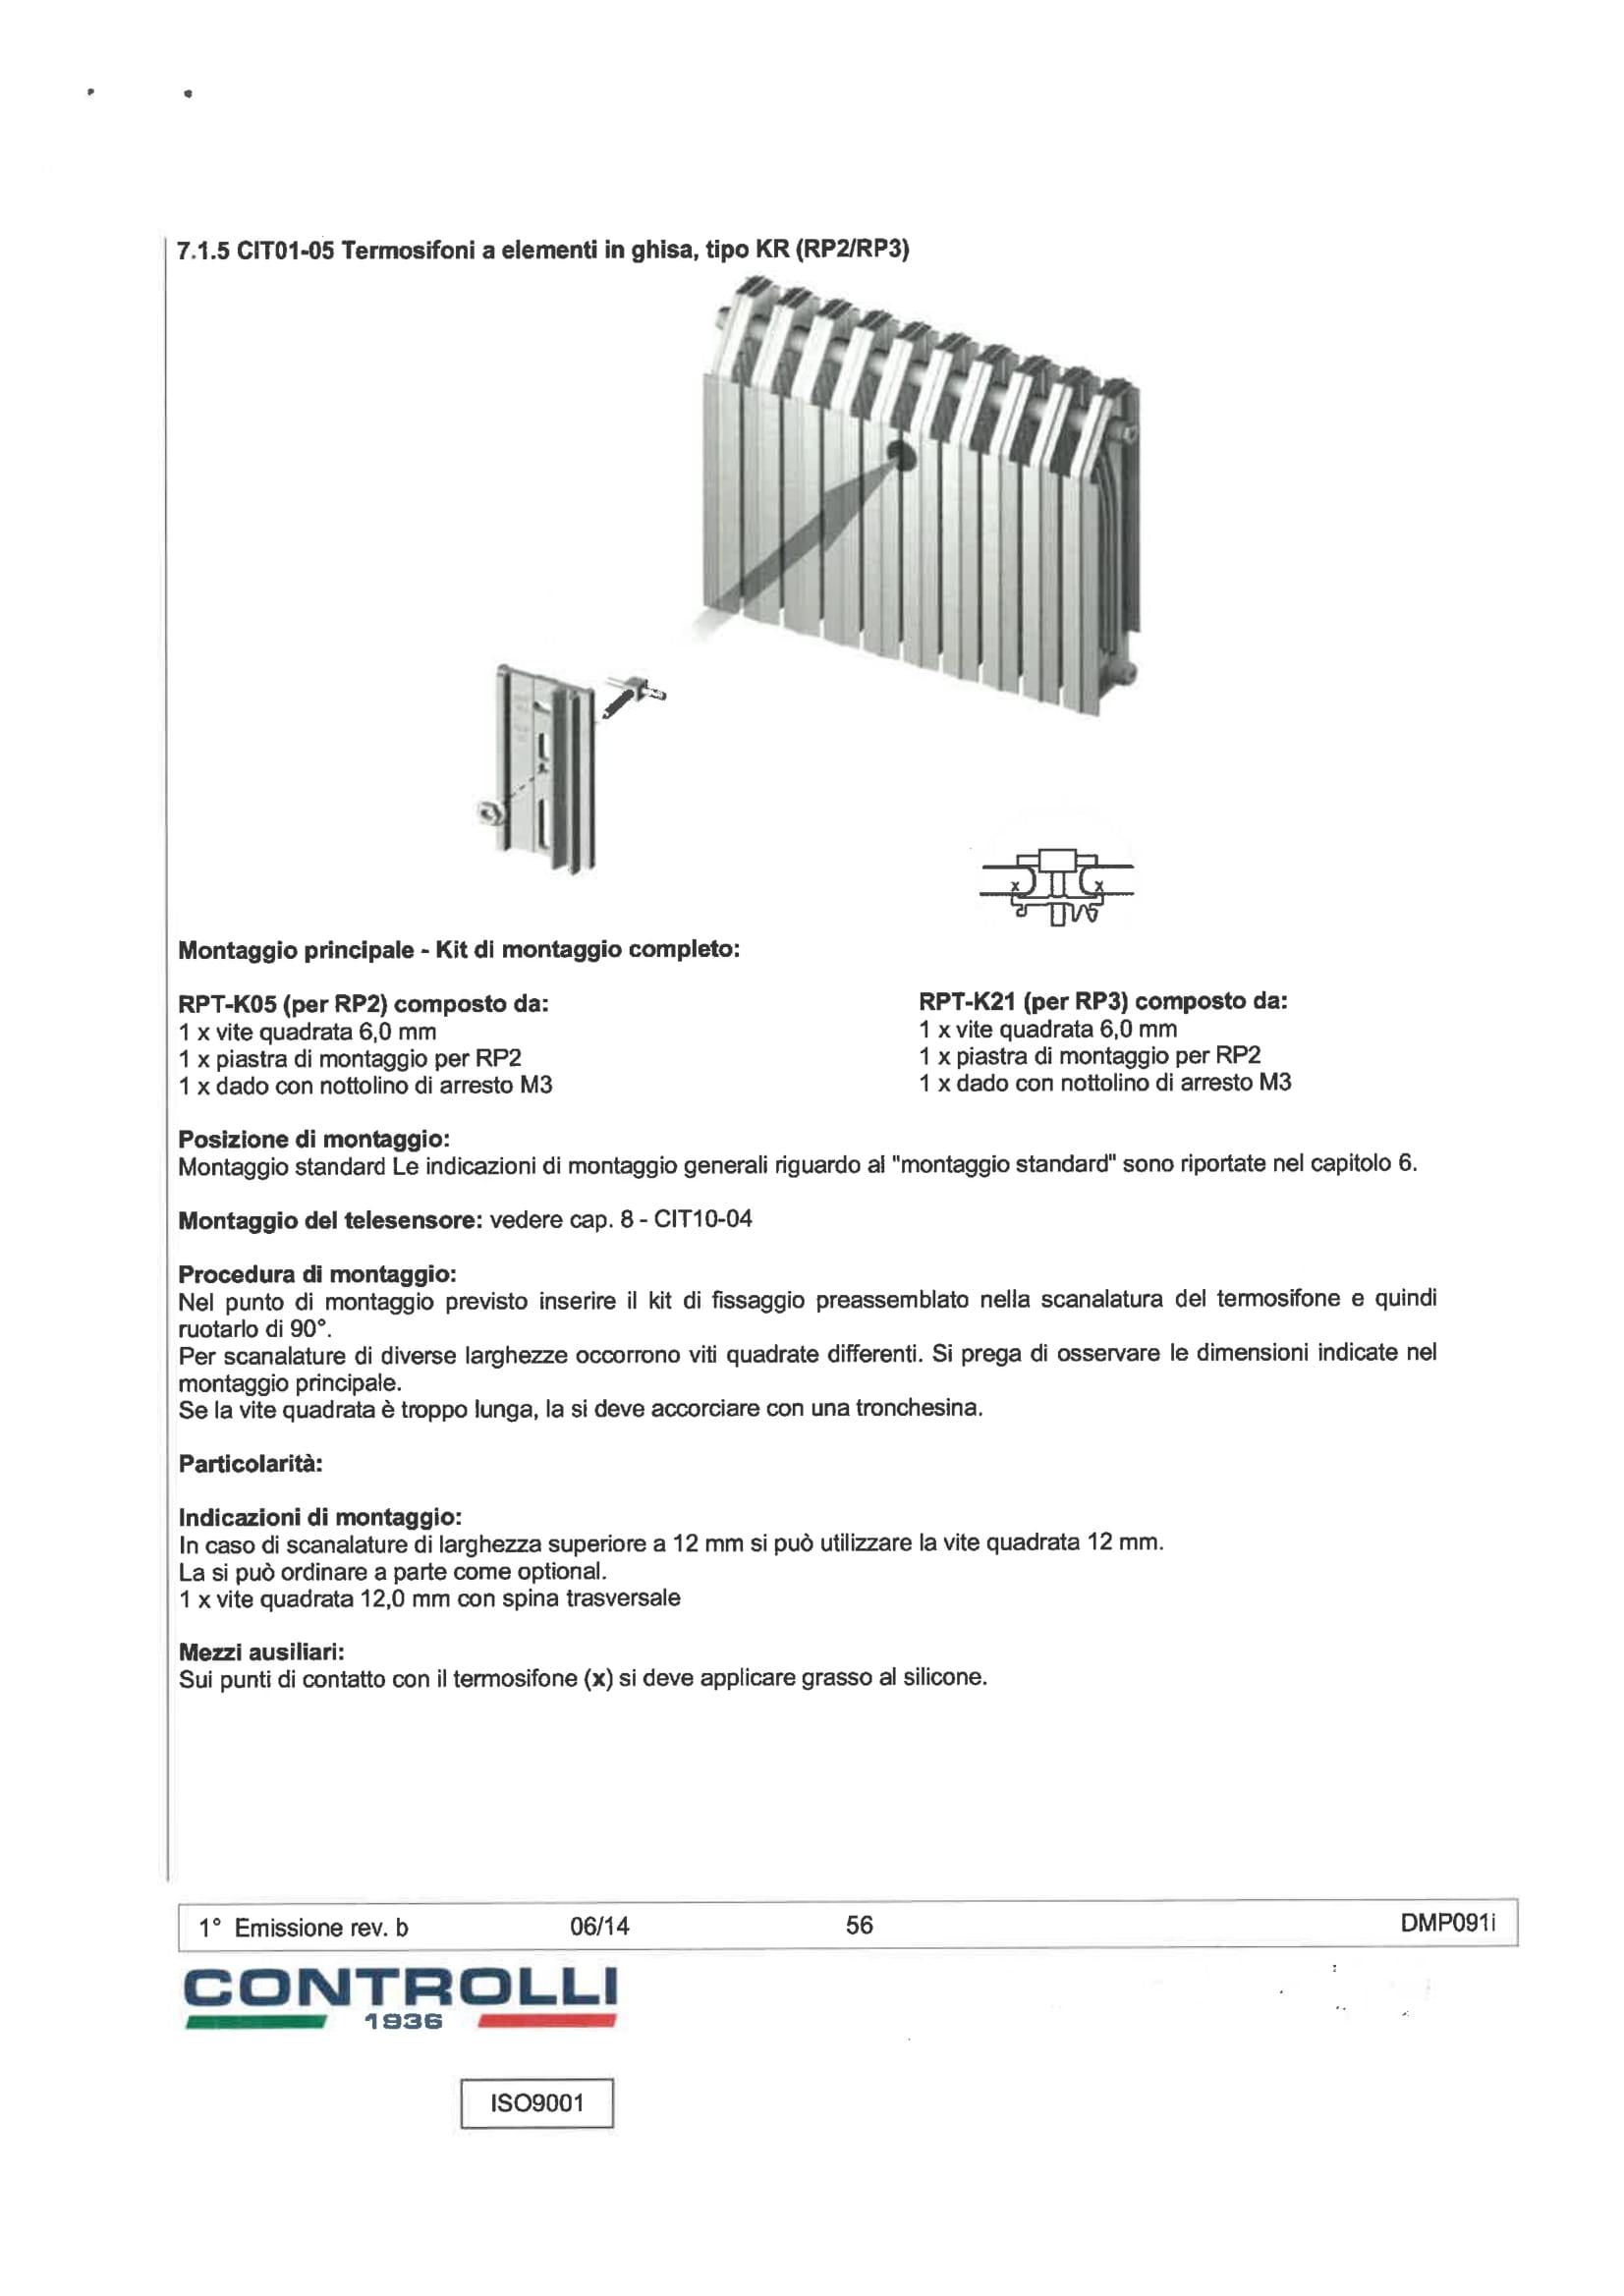 7.1.5 CIT01-05 Termosifoni a elementi in ghisa, tipo KR (RP2/RP3)
x x
Montaggio principale - Kit di montaggio completo:
RPT-K05 (per RP2) composto da:
1 x vite quadrata 6,0 mm
1 x piastra di montaggio per RP2
1 x dado con nottolino di arresto M3
RPT-K21 (per RP3) composto da:
1 x vite quadrata 6,0 mm
1 x piastra di montaggio per RP2
1 x dado con nottolino di arresto M3
Posizione di montaggio:
Montaggio standard Le indicazioni di montaggio generali riguardo al "montaggio standard" sono riportate nel capitolo 6.
Montaggio del telesensore: vedere cap. 8 - CIT10-04
Procedura di montaggio:
Nel punto di montaggio previsto inserire il kit di fissaggio preassemblato nella scanalatura del termosifone e quindi
ruotarlo di 90°.
Per scanalature di diverse larghezze occorrono viti quadrate differenti. Si prega di osservare le dimensioni indicate nel
montaggio principale.
Se la vite quadrata è troppo lunga, la si deve accorciare con una tronchesina.
Particolarità:
Indicazioni di montaggio:
In caso di scanalature di larghezza superiore a 12 mm si può utilizzare la vite quadrata 12 mm.
La si può ordinare a parte come optional.
1 x vite quadrata 12,0 mm con spina trasversale
Mezzi ausiliari:
Sui punti di contatto con il termosifone (x) si deve applicare grasso al silicone.
1° Emissione rev. b 06/14 56 DMP091i
CONTROLLI
1936
ISO9001